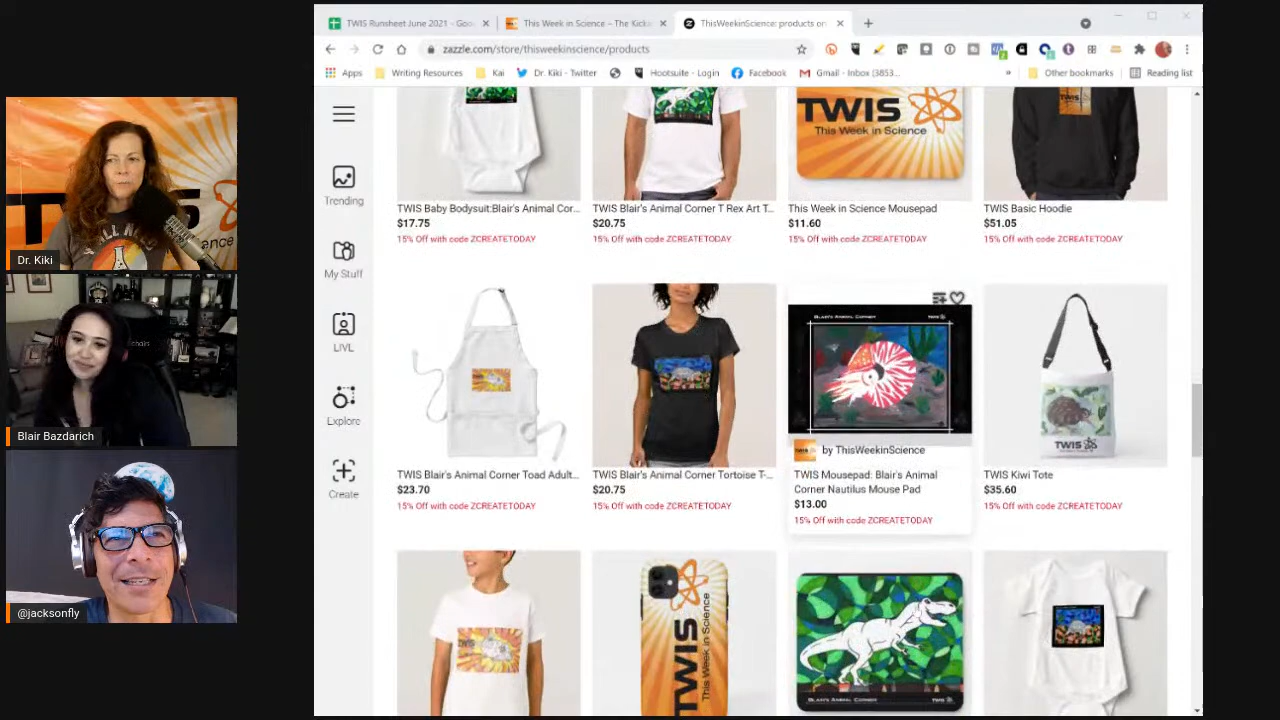 TWIS Runsheet June 2021 - Goo
This Week in Science – The Kicka
ThisWeekinScience: products on
zazzle.com/store/thisweekinscience/products
Apps
Writing Resources
Kai
Dr. Kiki - Twitter
Hootsuite - Login
Facebook
Gmail - Inbox (3853...
»
Other bookmarks
Reading list
Trending
My Stuff
LIVE
Explore
Create
TWIS
This Week in Science
TWIS Baby Bodysuit:Blair's Animal Cor...
$17.75
15% Off with code ZCREATETODAY
TWIS Blair's Animal Corner T Rex Art T...
$20.75
15% Off with code ZCREATETODAY
This Week in Science Mousepad
$11.60
15% Off with code ZCREATETODAY
TWIS Basic Hoodie
$51.05
15% Off with code ZCREATETODAY
BLAIR'S ANIMAL CORNER
TWIS
by ThisWeekinScience
TWIS
TWIS Blair's Animal Corner Toad Adult...
$23.70
15% Off with code ZCREATETODAY
TWIS Blair's Animal Corner Tortoise T-...
$20.75
15% Off with code ZCREATETODAY
TWIS Mousepad: Blair's Animal
Corner Nautilus Mouse Pad
$13.00
15% Off with code ZCREATETODAY
TWIS Kiwi Tote
$35.60
15% Off with code ZCREATETODAY
TWIS
This Week in Science
TWIS
Dr. Kiki
Blair Bazdarich
@jacksonfly